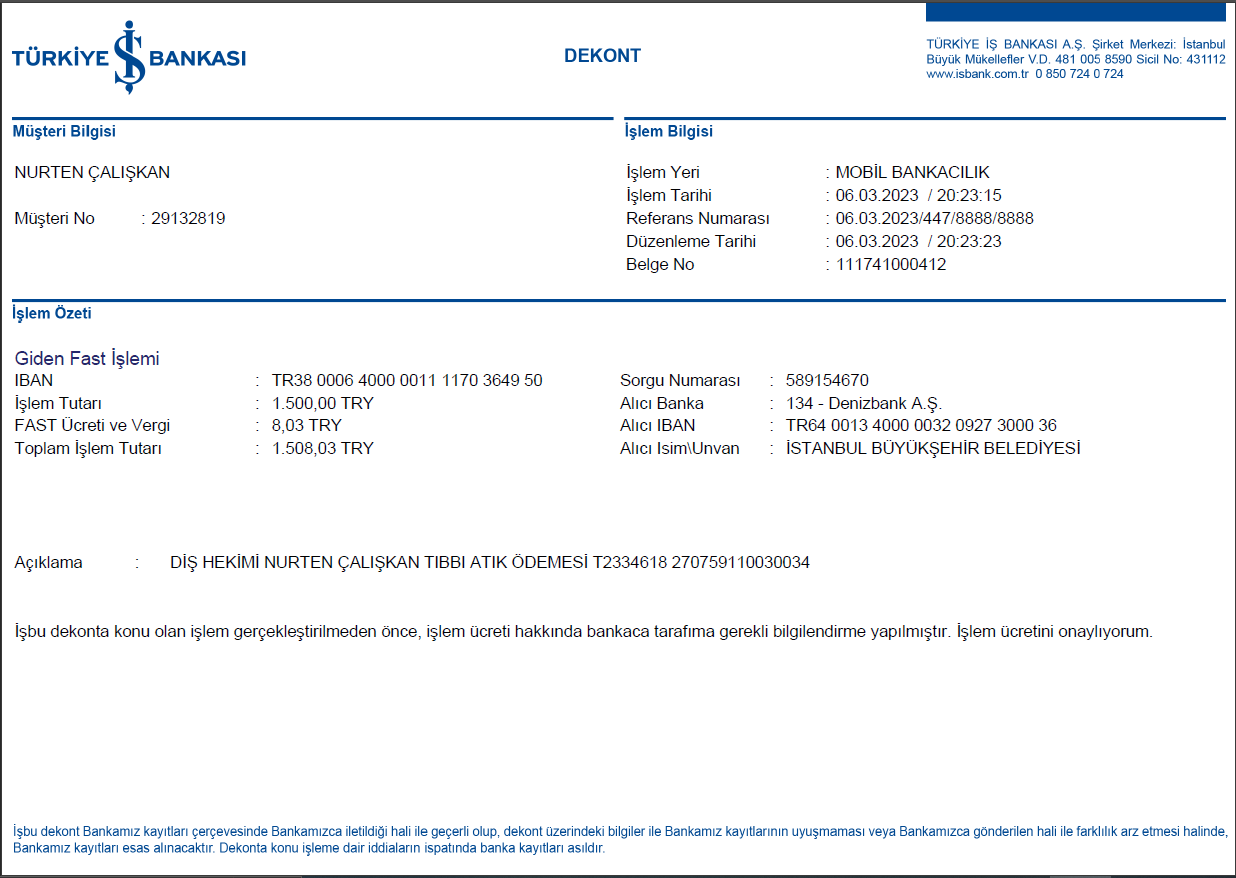 TÜRKİYE İŞ BANKASI
DEKONT
TÜRKİYE İŞ BANKASI A.Ş. Şirket Merkezi: İstanbul
Büyük Mükellefler V.D. 481 005 8590 Sicil No: 431112
www.isbank.com.tr 0 850 724 0 724
Müşteri Bilgisi
NURTEN ÇALIŞKAN
Müşteri No : 29132819
İşlem Bilgisi
İşlem Yeri : MOBİL BANKACILIK
İşlem Tarihi : 06.03.2023 / 20:23:15
Referans Numarası : 06.03.2023/447/8888/8888
Düzenleme Tarihi : 06.03.2023 / 20:23:23
Belge No : 111741000412
İşlem Özeti
Giden Fast İşlemi
IBAN : TR38 0006 4000 0011 1170 3649 50
İşlem Tutarı : 1.500,00 TRY
FAST Ücreti ve Vergi : 8,03 TRY
Toplam İşlem Tutarı : 1.508,03 TRY
Sorgu Numarası : 589154670
Alıcı Banka : 134 - Denizbank A.Ş.
Alıcı IBAN : TR64 0013 4000 0032 0927 3000 36
Alıcı Isim\Unvan : İSTANBUL BÜYÜKŞEHİR BELEDİYESİ
Açıklama : DİŞ HEKİMİ NURTEN ÇALIŞKAN TIBBI ATIK ÖDEMESİ T2334618 270759110030034
İşbu dekonta konu olan işlem gerçekleştirilmeden önce, işlem ücreti hakkında bankaca tarafıma gerekli bilgilendirme yapılmıştır. İşlem ücretini onaylıyorum.
İşbu dekont Bankamız kayıtları çerçevesinde Bankamızca iletildiği hali ile geçerli olup, dekont üzerindeki bilgiler ile Bankamız kayıtlarının uyuşmaması veya Bankamızca gönderilen hali ile farklılık arz etmesi halinde,
Bankamız kayıtları esas alınacaktır. Dekonta konu işleme dair iddiaların ispatında banka kayıtları asıldır.